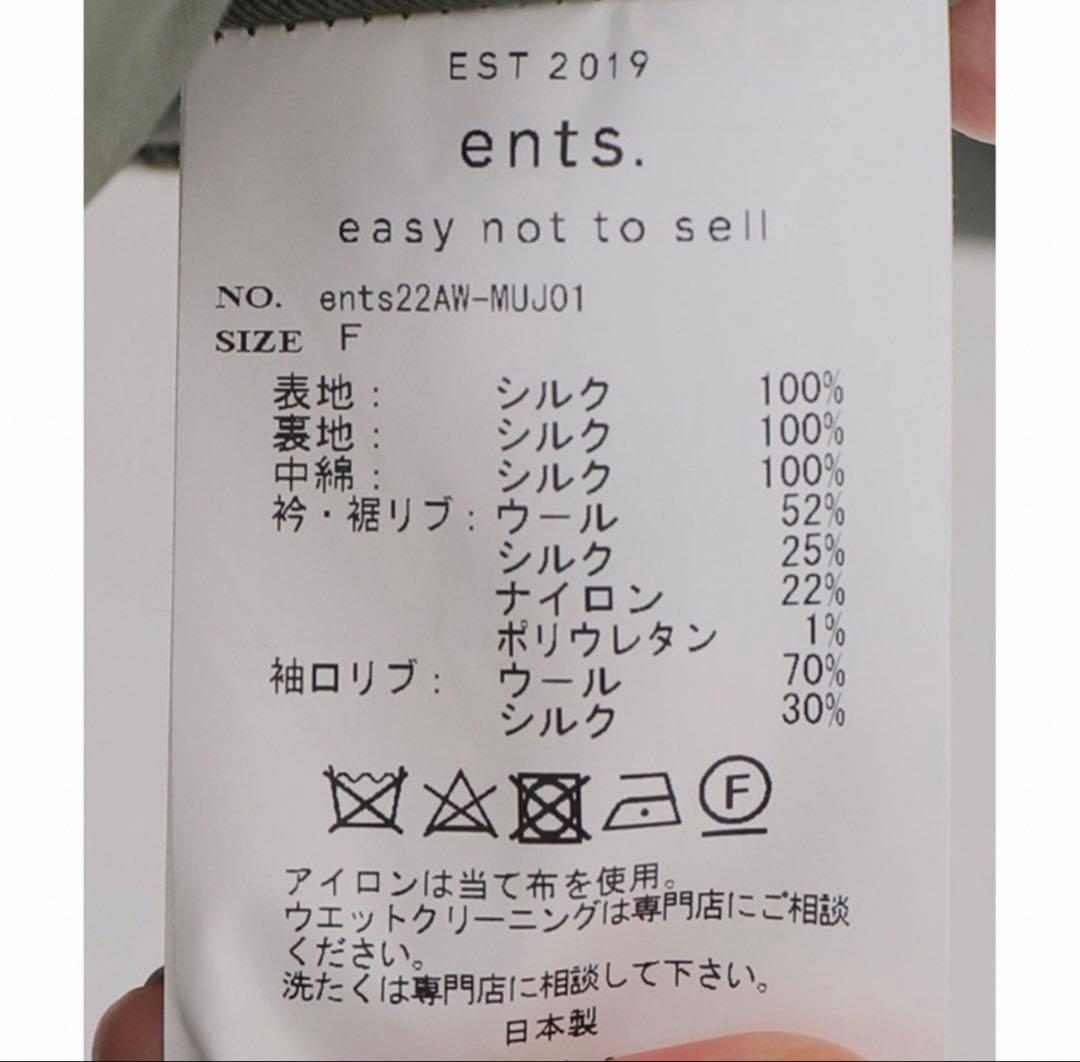 EST 2019
ents.
easy not to sell
NO. ents22AW-MUJ01
SIZE F
表地: シルク 100%
裏地: シルク 100%
中綿: シルク 100%
衿・裾リブ: ウール 52%
シルク 25%
ナイロン 22%
ポリウレタン 1%
袖口リブ: ウール 70%
シルク 30%
F
アイロンは当て布を使用。
ウエットクリーニングは専門店にご相談
ください。
洗たくは専門店に相談して下さい。
日本製